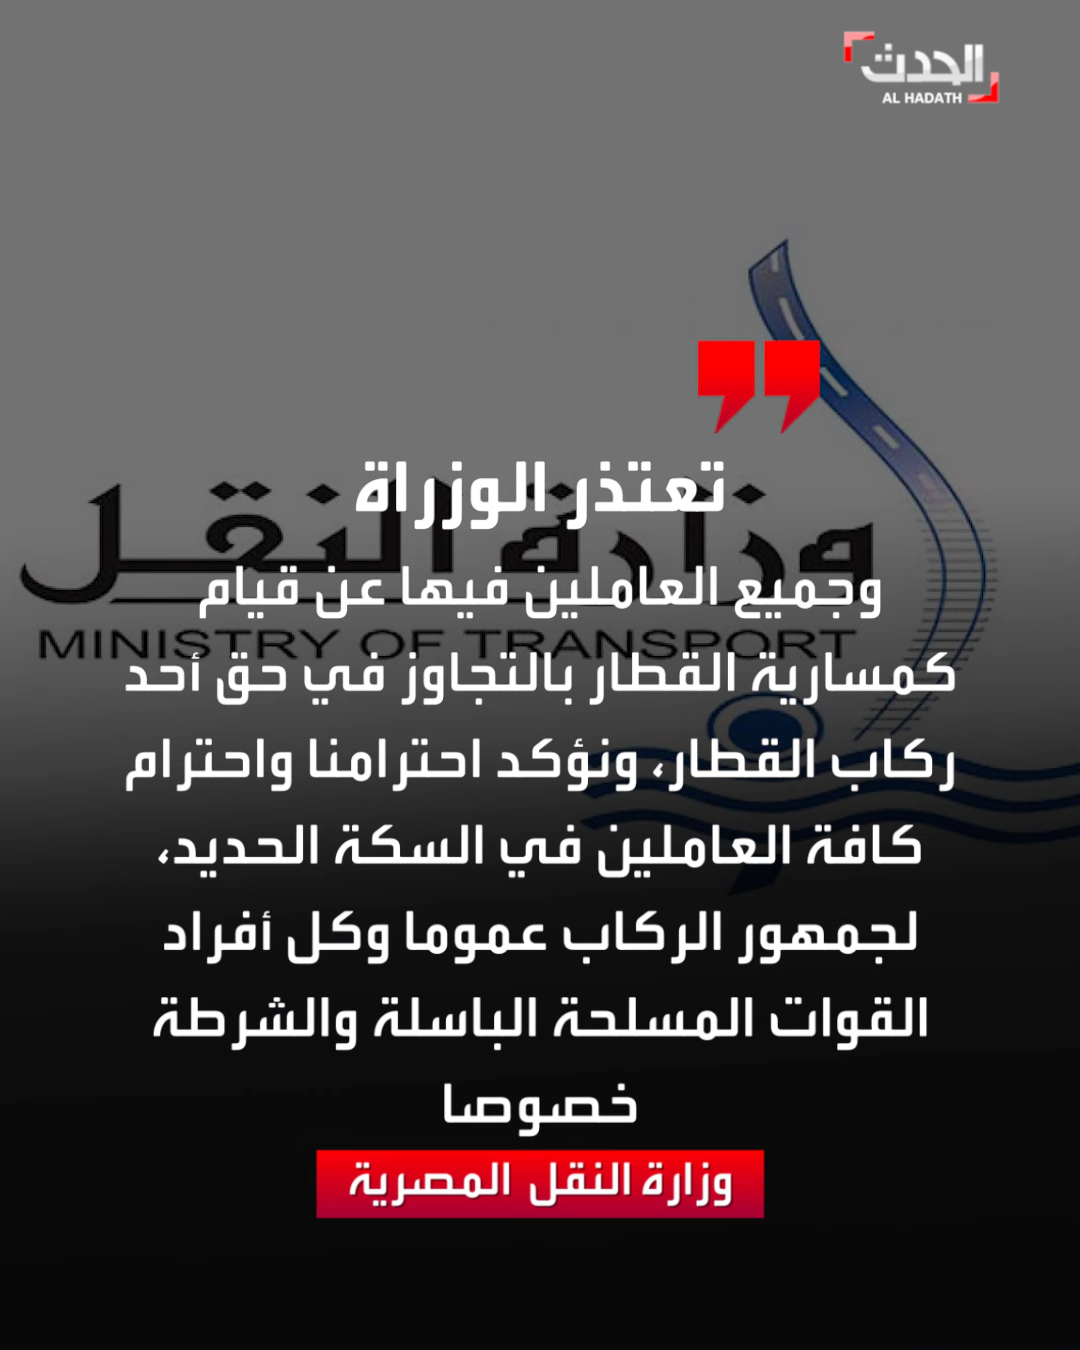 الحدث
AL HADATH
وزارة النقل
MINISTRY OF TRANSPORT
تعتذر الوزراة
وجميع العاملين فيها عن قيام
كمسارية القطار بالتجاوز في حق أحد
ركاب القطار، ونؤكد احترامنا واحترام
كافة العاملين في السكة الحديد،
لجمهور الركاب عموما وكل أفراد
القوات المسلحة الباسلة والشرطة
خصوصا
وزارة النقل المصرية